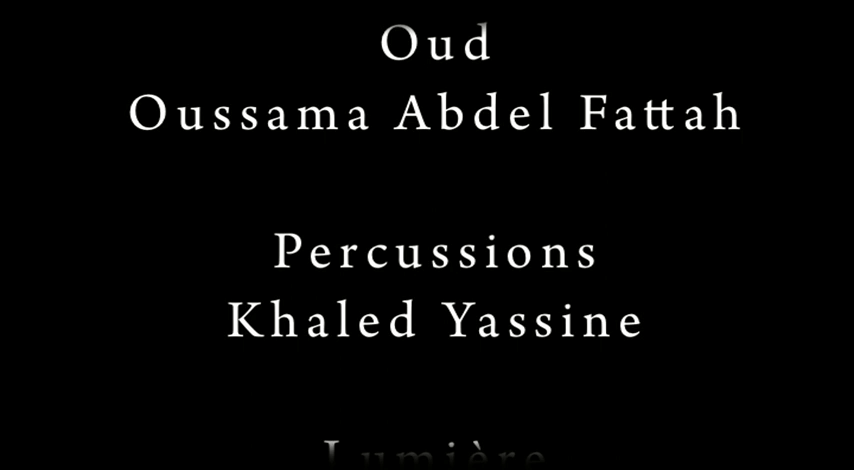 Oud
Oussama Abdel Fattah
Percussions
Khaled Yassine
Lumière